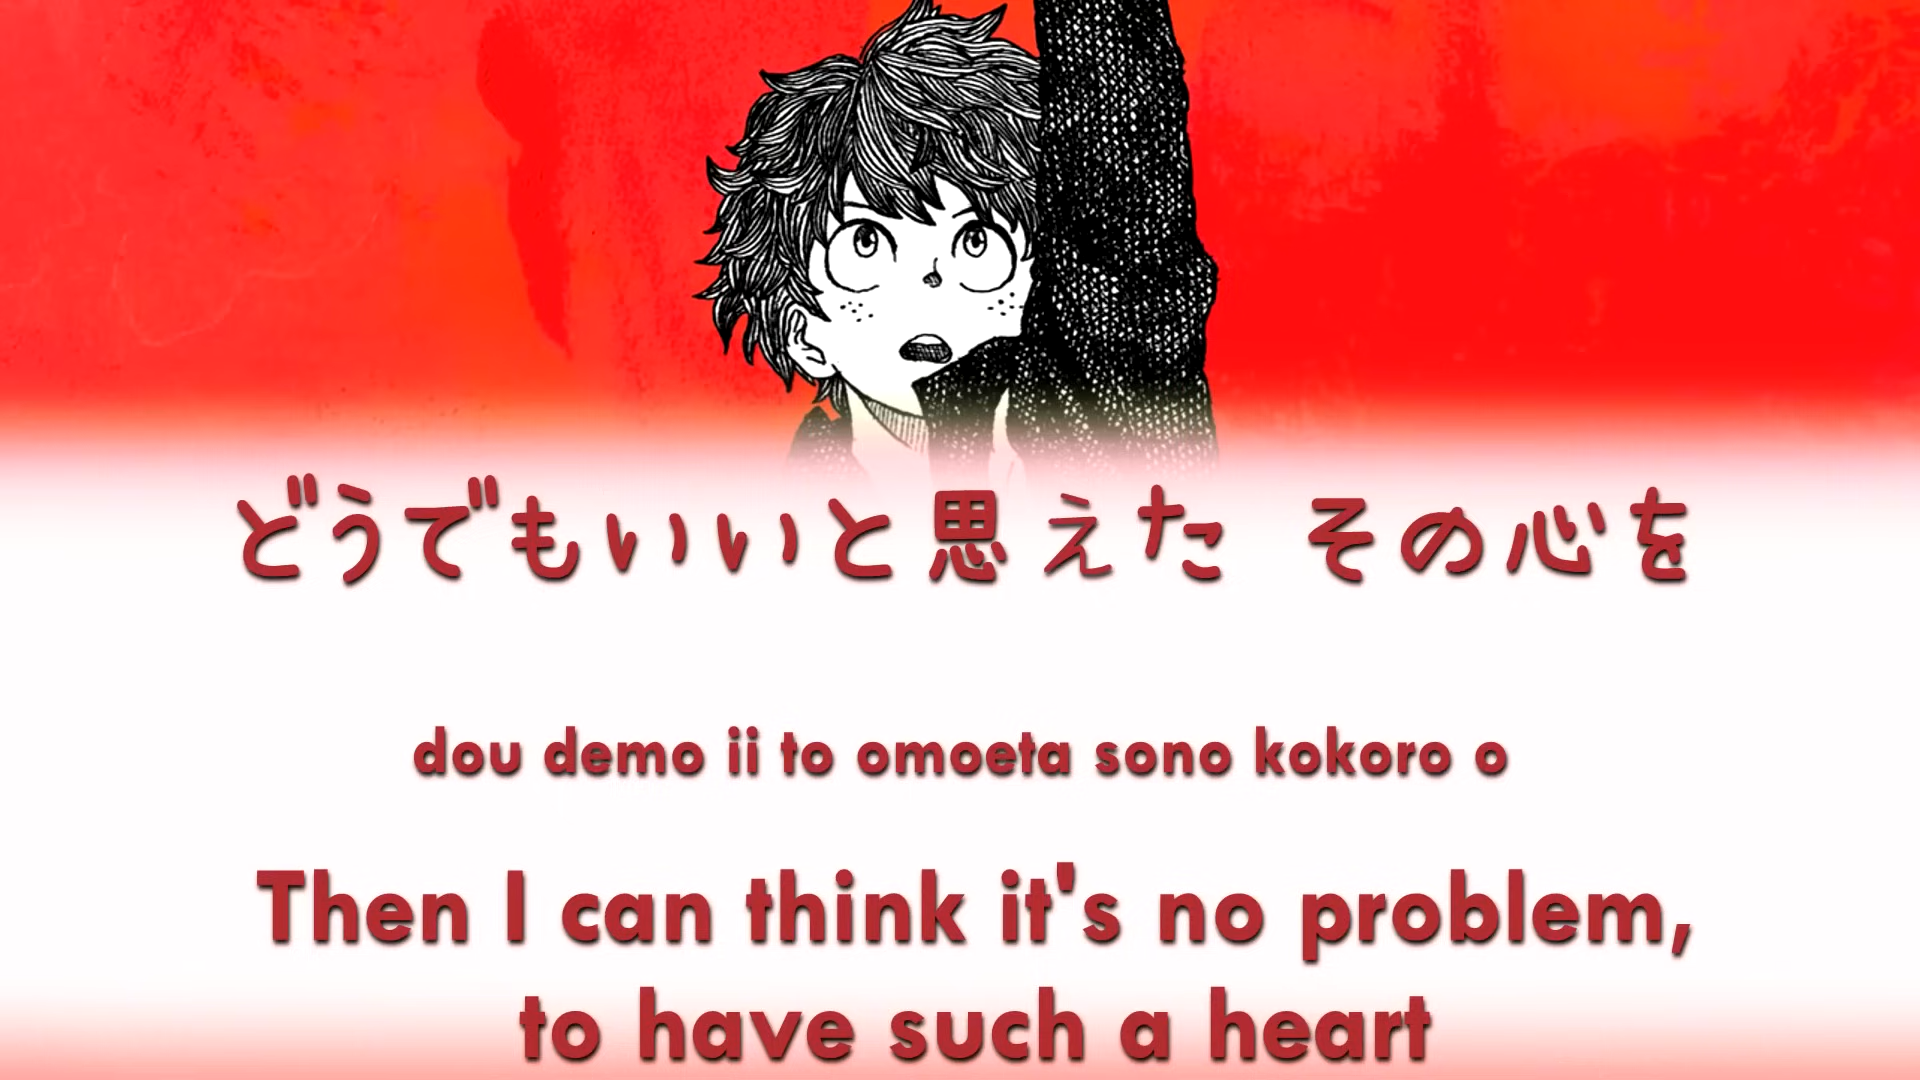 どうでもいいと思えた その心を
dou demo ii to omoeta sono kokoro o
Then I can think it's no problem,
to have such a heart